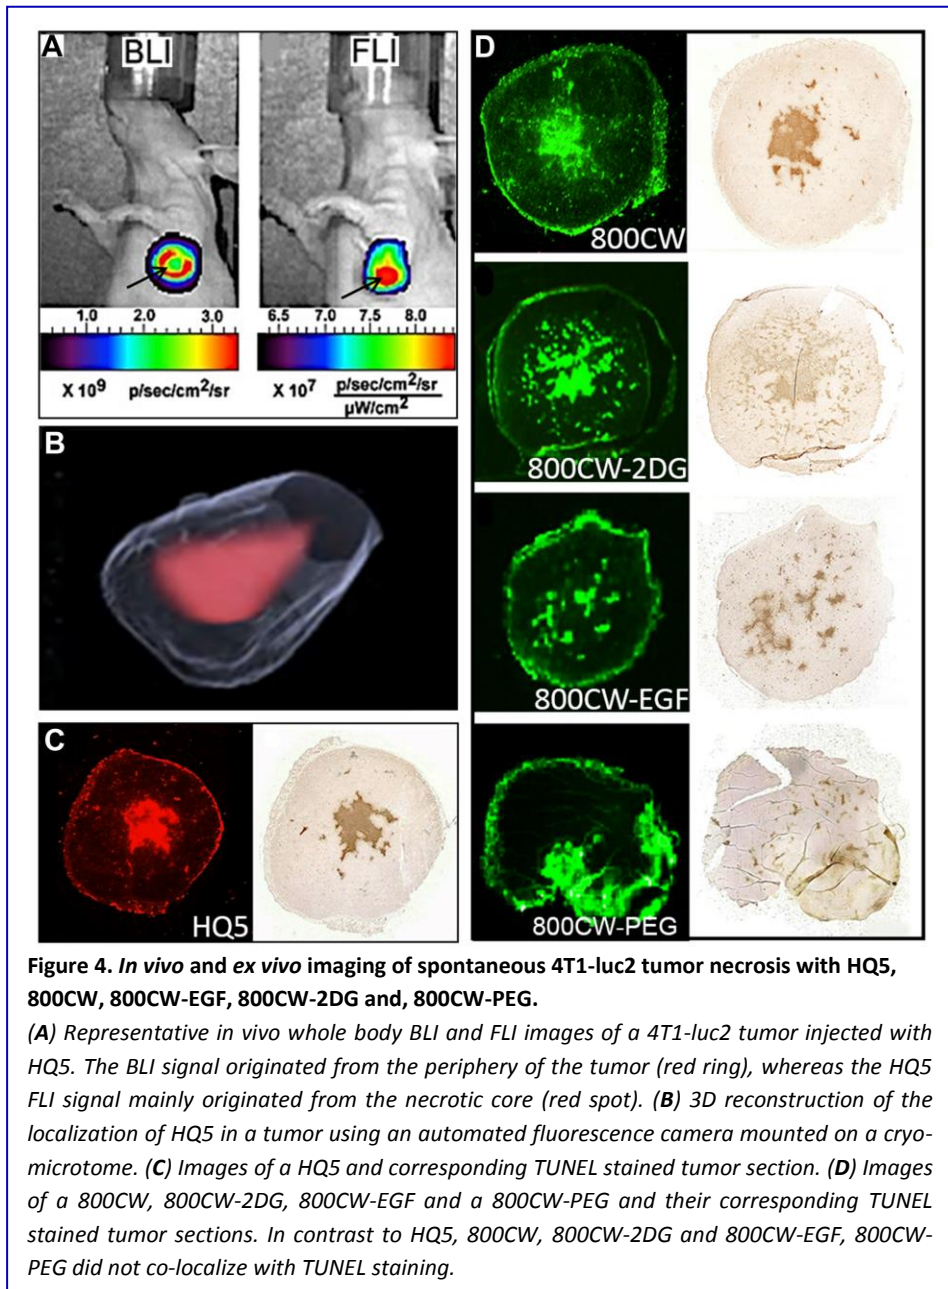 A
BLI
FLI
1.0 2.0 3.0
X 10⁹ p/sec/cm²/sr
6.5 7.0 7.5 8.0
X 10⁷ p/sec/cm²/sr
µW/cm²
B
C
HQ5
D
800CW
800CW-2DG
800CW-EGF
800CW-PEG
Figure 4. In vivo and ex vivo imaging of spontaneous 4T1-luc2 tumor necrosis with HQ5,
800CW, 800CW-EGF, 800CW-2DG and, 800CW-PEG.
(A) Representative in vivo whole body BLI and FLI images of a 4T1-luc2 tumor injected with
HQ5. The BLI signal originated from the periphery of the tumor (red ring), whereas the HQ5
FLI signal mainly originated from the necrotic core (red spot). (B) 3D reconstruction of the
localization of HQ5 in a tumor using an automated fluorescence camera mounted on a cryo-
microtome. (C) Images of a HQ5 and corresponding TUNEL stained tumor section. (D) Images
of a 800CW, 800CW-2DG, 800CW-EGF and a 800CW-PEG and their corresponding TUNEL
stained tumor sections. In contrast to HQ5, 800CW, 800CW-2DG and 800CW-EGF, 800CW-
PEG did not co-localize with TUNEL staining.